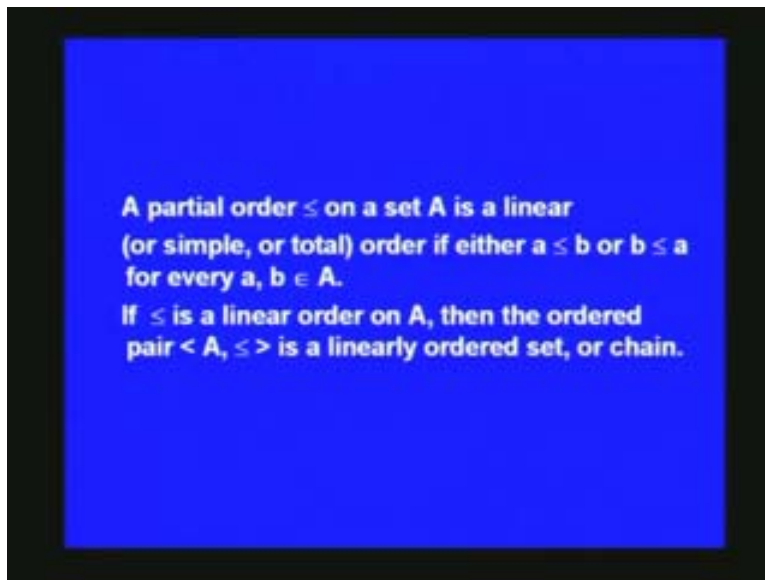 A partial order ≤ on a set A is a linear
(or simple, or total) order if either a ≤ b or b ≤ a
for every a, b ∈ A.
If ≤ is a linear order on A, then the ordered
pair < A, ≤ > is a linearly ordered set, or chain.